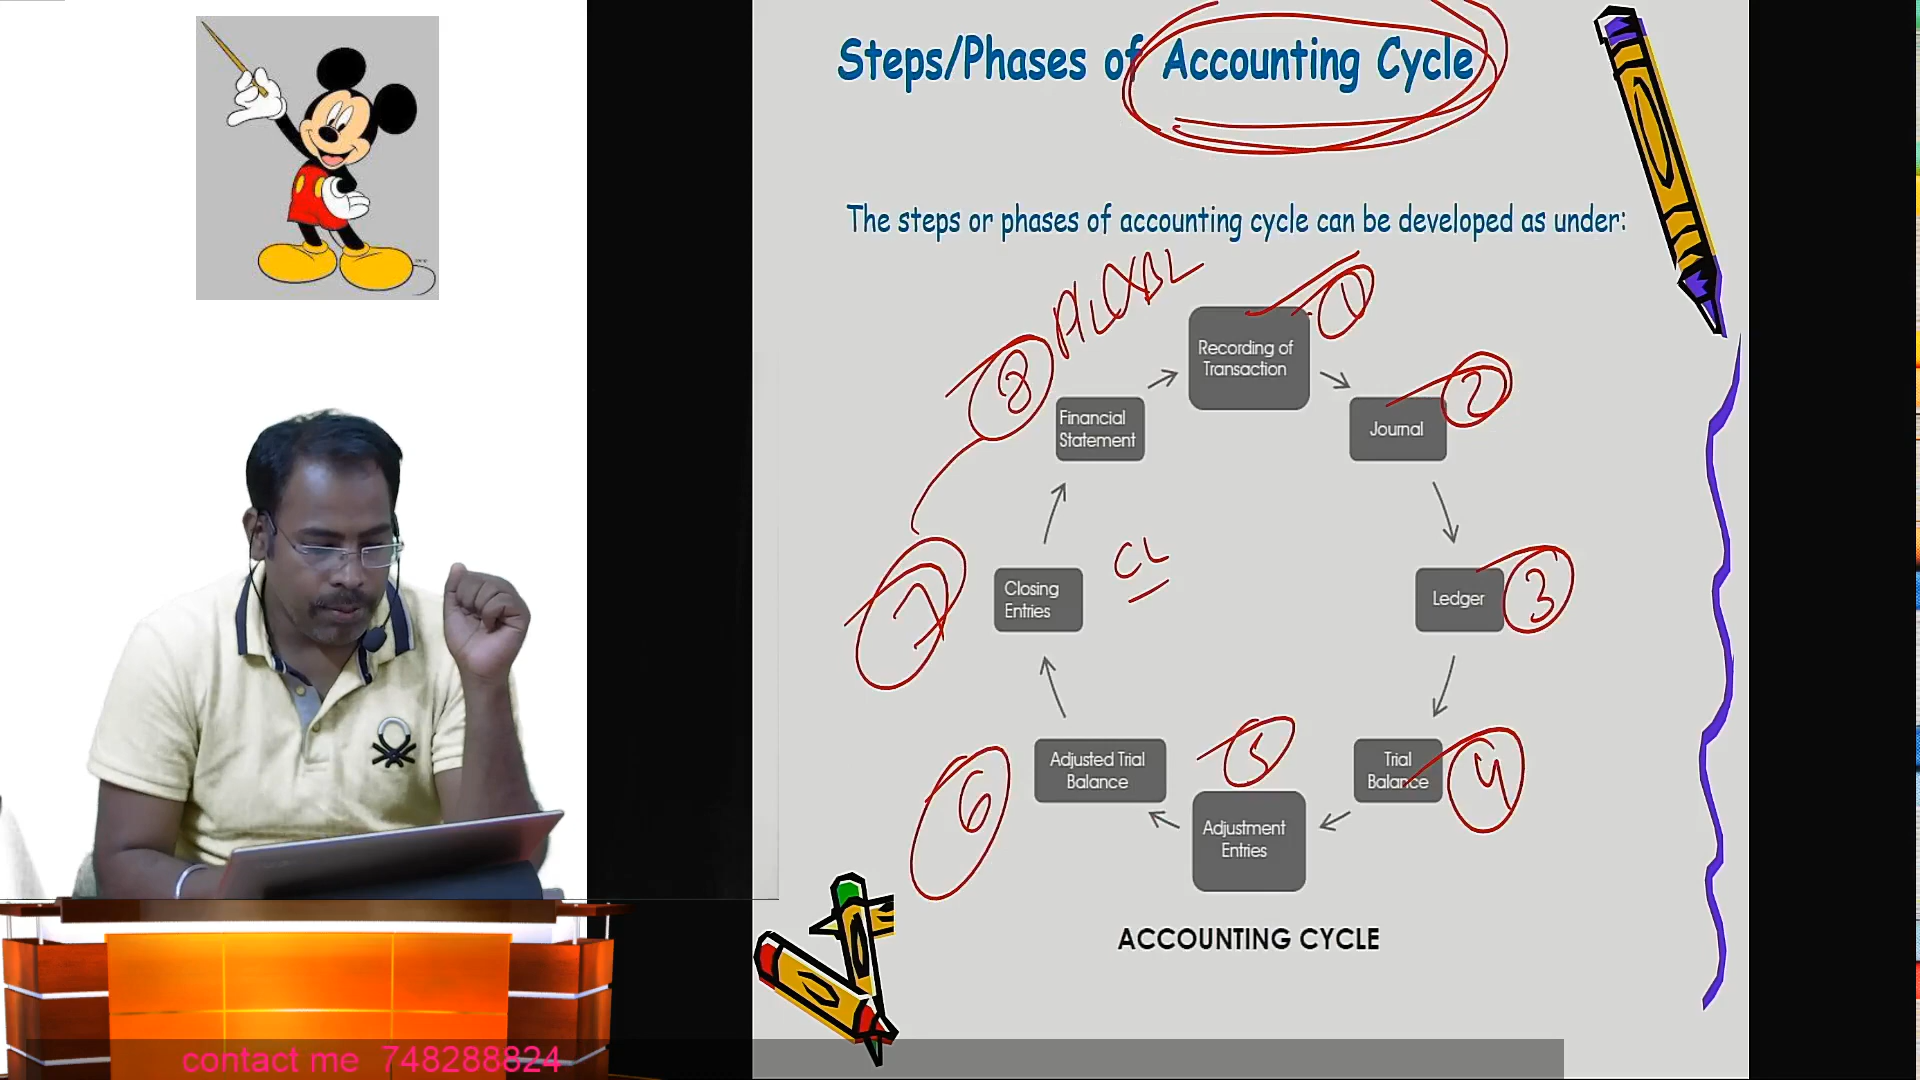 Steps/Phases of Accounting Cycle
The steps or phases of accounting cycle can be developed as under:
Recording of
Transaction
1
Journal
2
Ledger
3
Trial
Balance
4
Adjustment
Entries
5
Adjusted Trial
Balance
6
Closing
Entries
7
CL
Financial
Statement
8
ACCOUNTING CYCLE
contact me 748288824